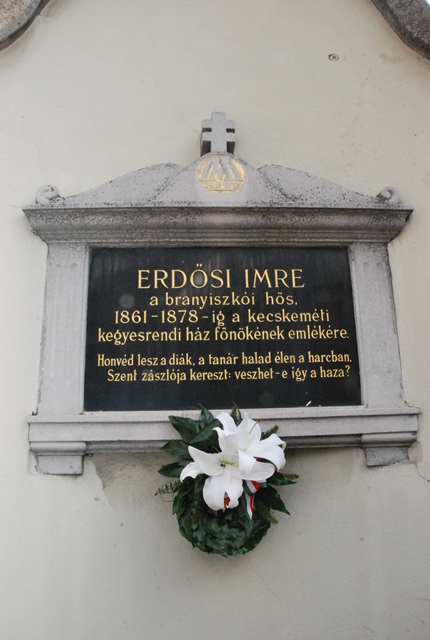 ERDŐSI IMRE
a branyiszkói hős,
1861-1878-ig a kecskeméti
kegyesrendi ház főnökének emlékére.
Honvéd lesz a diák, a tanár halad élen a harcban,
Szent zászlója kereszt: veszhet-e így a haza?